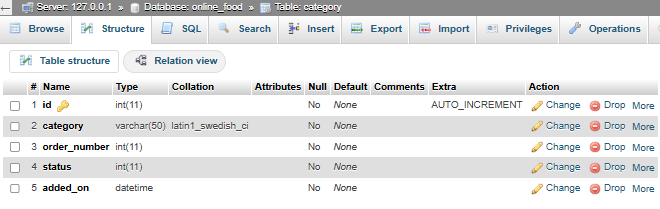 Server: 127.0.0.1 » Database: online_food » Table: category
Browse Structure SQL Search Insert Export Import Privileges Operations
Table structure Relation view
# Name Type Collation Attributes Null Default Comments Extra Action
1 id int(11) No None AUTO_INCREMENT Change Drop More
2 category varchar(50) latin1_swedish_ci No None Change Drop More
3 order_number int(11) No None Change Drop More
4 status int(11) No None Change Drop More
5 added_on datetime No None Change Drop More